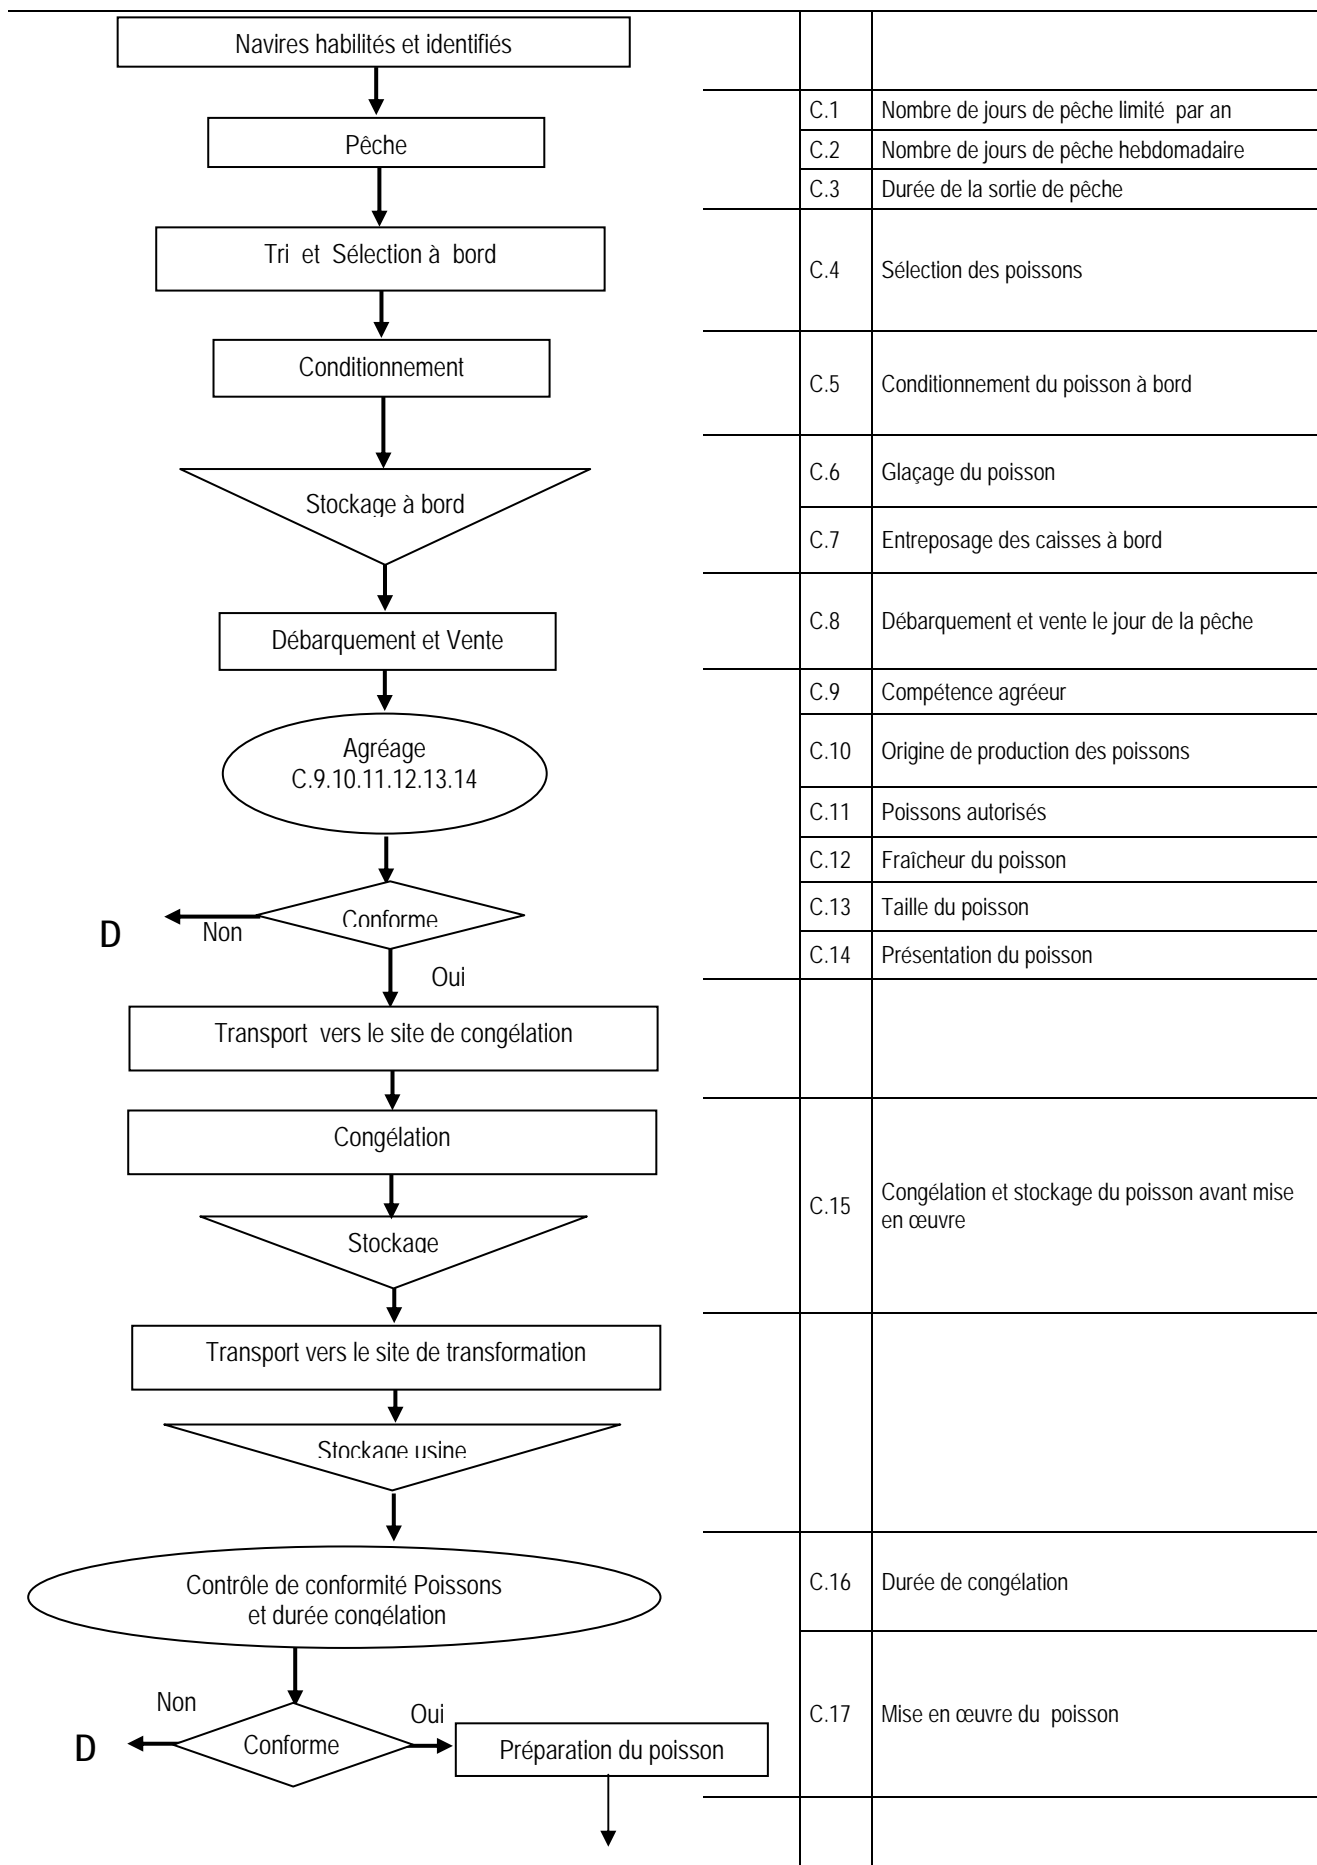 Navires habilités et identifiés
C.1 Nombre de jours de pêche limité par an
Pêche
C.2 Nombre de jours de pêche hebdomadaire
C.3 Durée de la sortie de pêche
Tri et Sélection à bord
C.4 Sélection des poissons
Conditionnement
C.5 Conditionnement du poisson à bord
Stockage à bord
C.6 Glaçage du poisson
C.7 Entreposage des caisses à bord
Débarquement et Vente
C.8 Débarquement et vente le jour de la pêche
C.9 Compétence agréeur
Agréage
C.9.10.11.12.13.14
C.10 Origine de production des poissons
C.11 Poissons autorisés
C.12 Fraîcheur du poisson
Conforme
D
Non
C.13 Taille du poisson
C.14 Présentation du poisson
Oui
Transport vers le site de congélation
Congélation
C.15 Congélation et stockage du poisson avant mise
en œuvre
Stockage
Transport vers le site de transformation
Stockage usine
C.16 Durée de congélation
Contrôle de conformité Poissons
et durée congélation
Non
Oui
C.17 Mise en œuvre du poisson
D
Conforme
Préparation du poisson